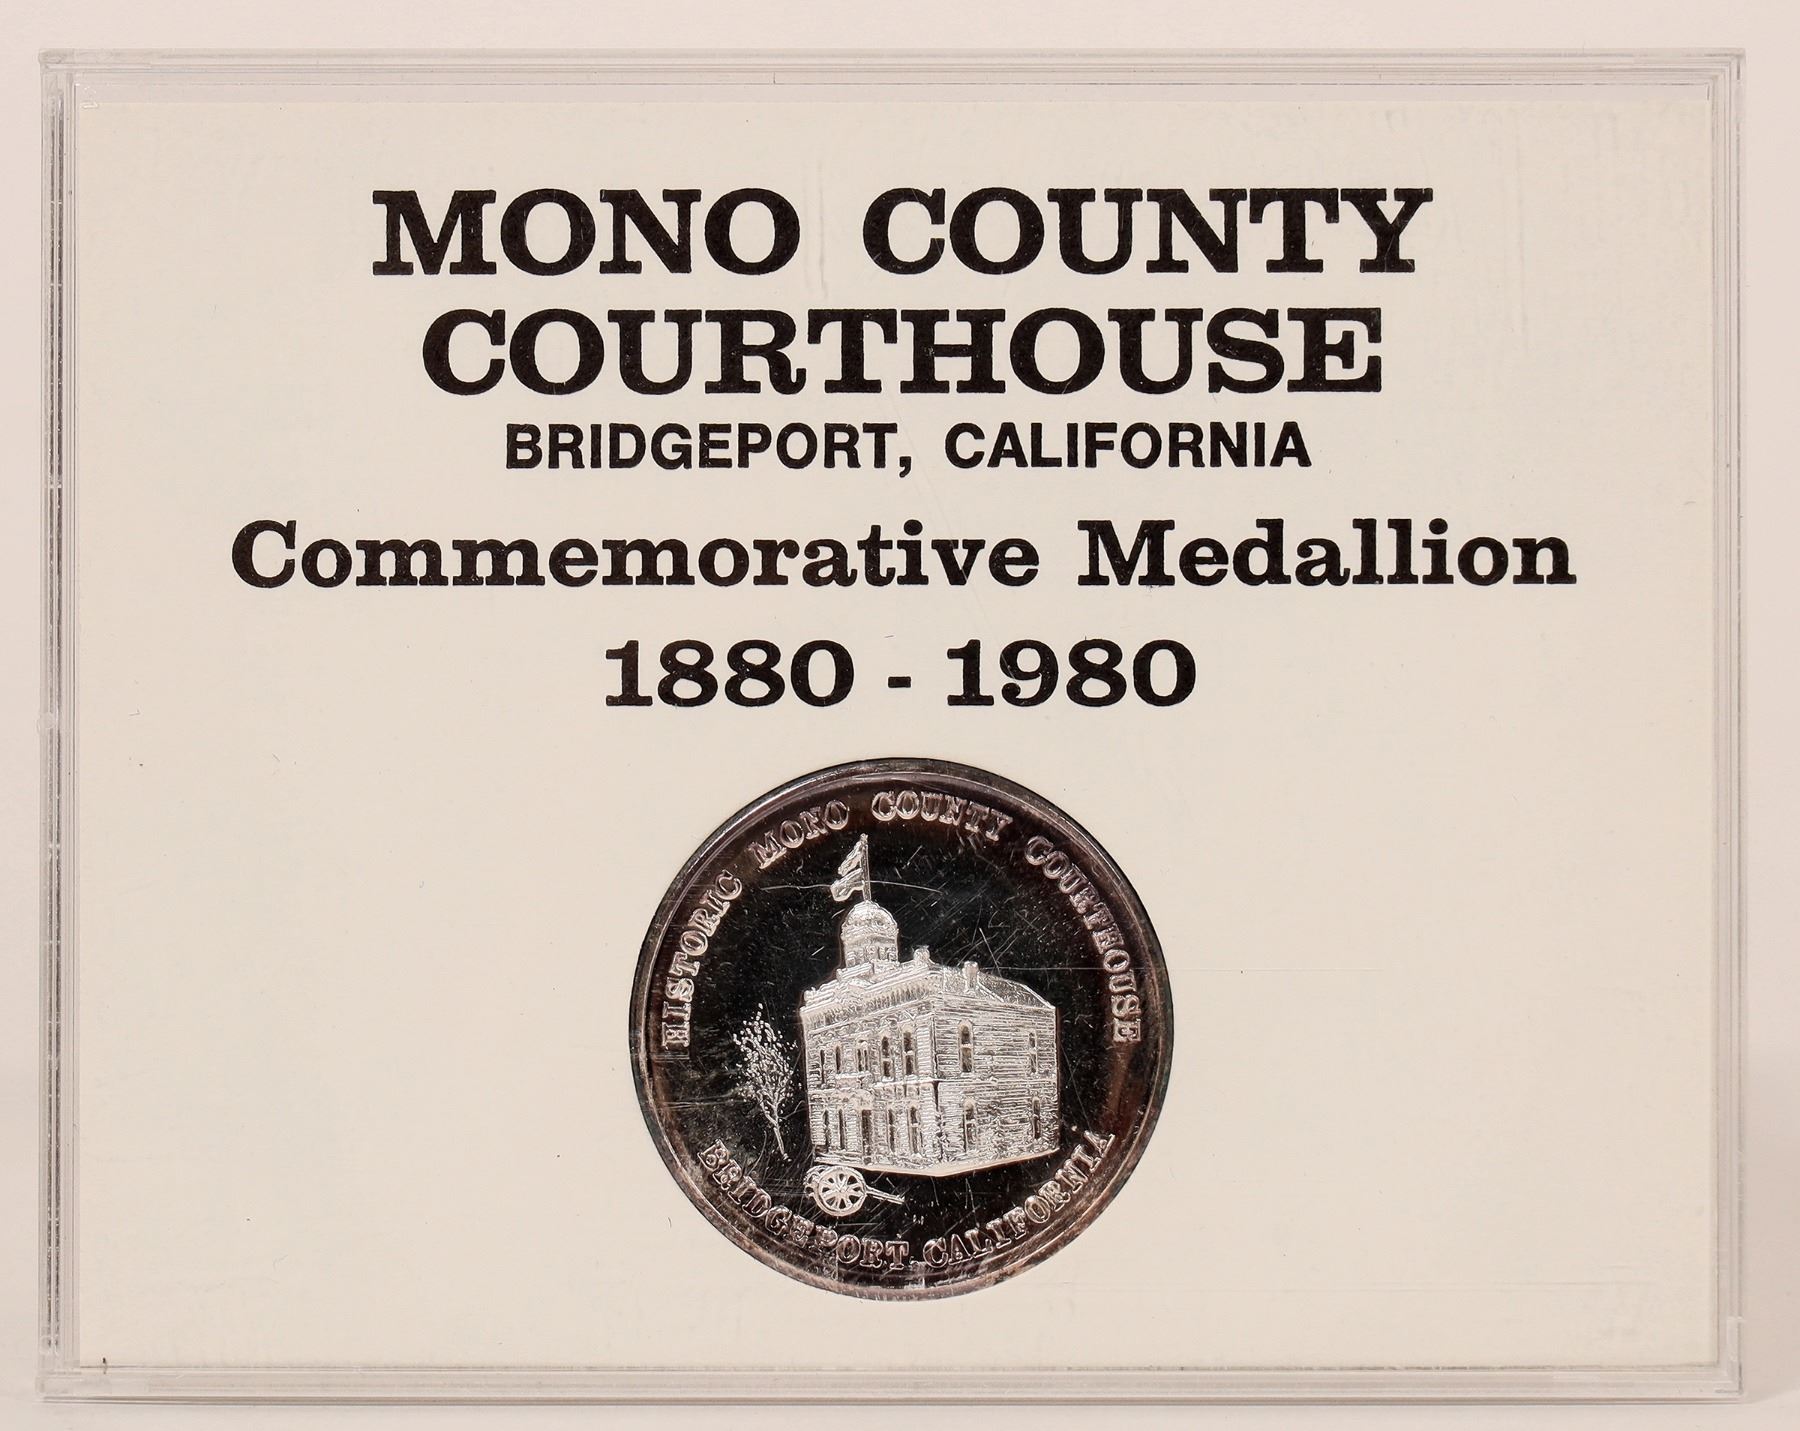 MONO COUNTY
COURTHOUSE
BRIDGEPORT, CALIFORNIA
Commemorative Medallion
1880 - 1980
HISTORIC MONO COUNTY COURTHOUSE
BRIDGEPORT, CALIFORNIA